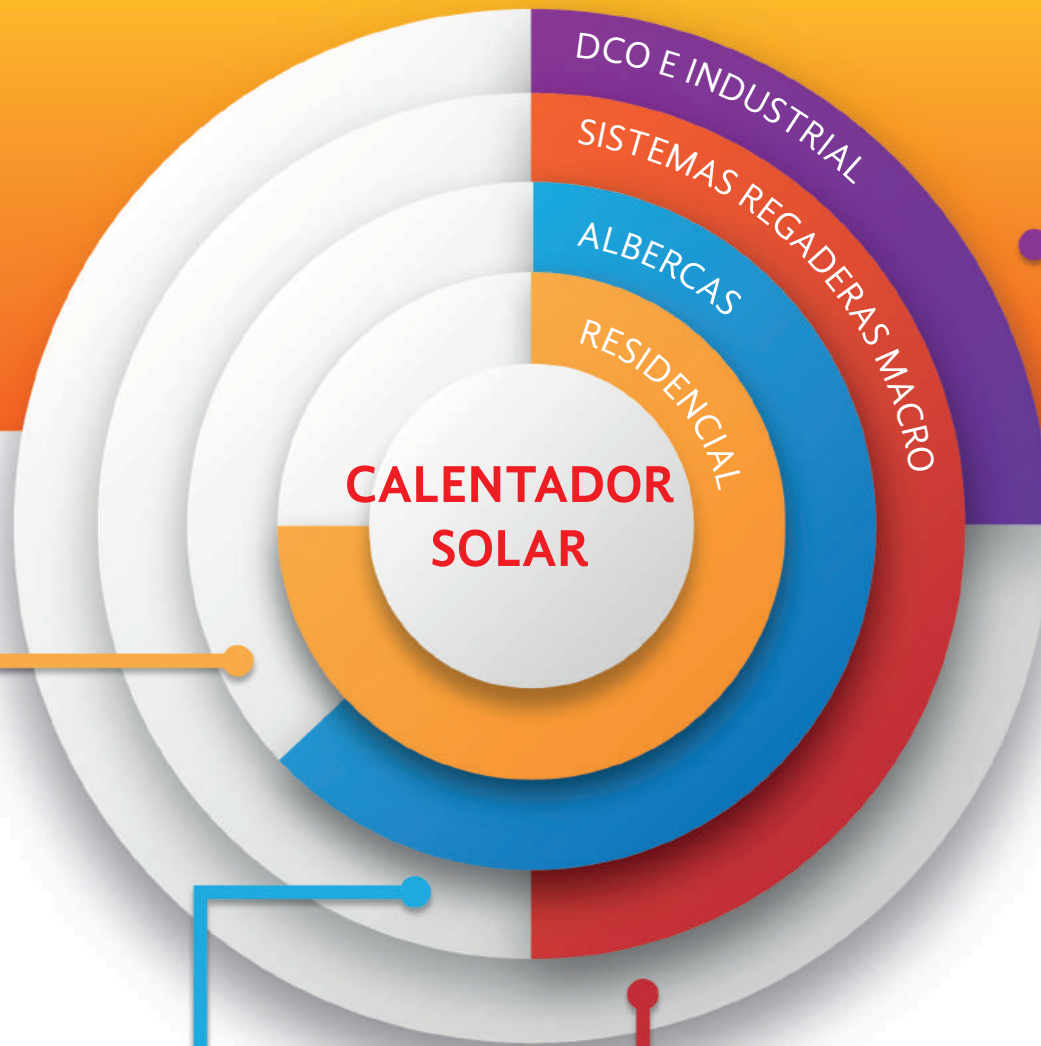 DCO E INDUSTRIAL
SISTEMAS REGADERAS MACRO
ALBERCAS
RESIDENCIAL
CALENTADOR
SOLAR